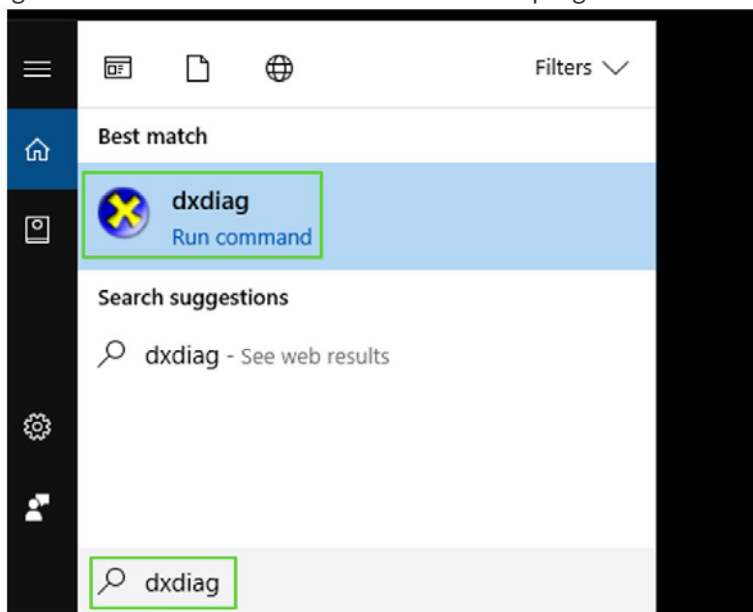 Filters
Best match
dxdiag
Run command
Search suggestions
dxdiag - See web results
dxdiag